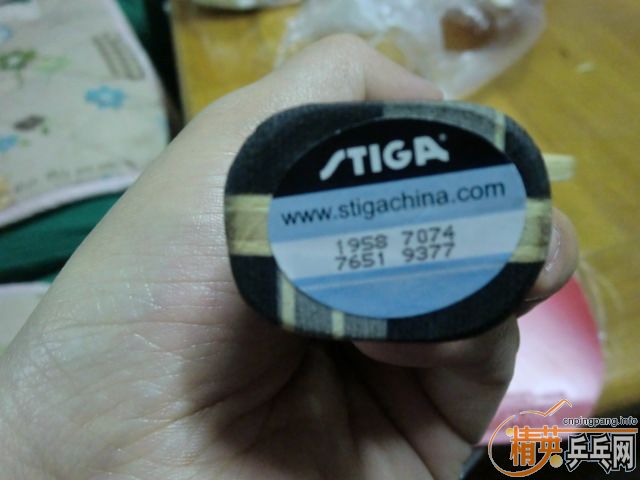 STIGA
www.stigachina.com
1958 7074
7651 9377
cnpingpang.info
精英乒乓网